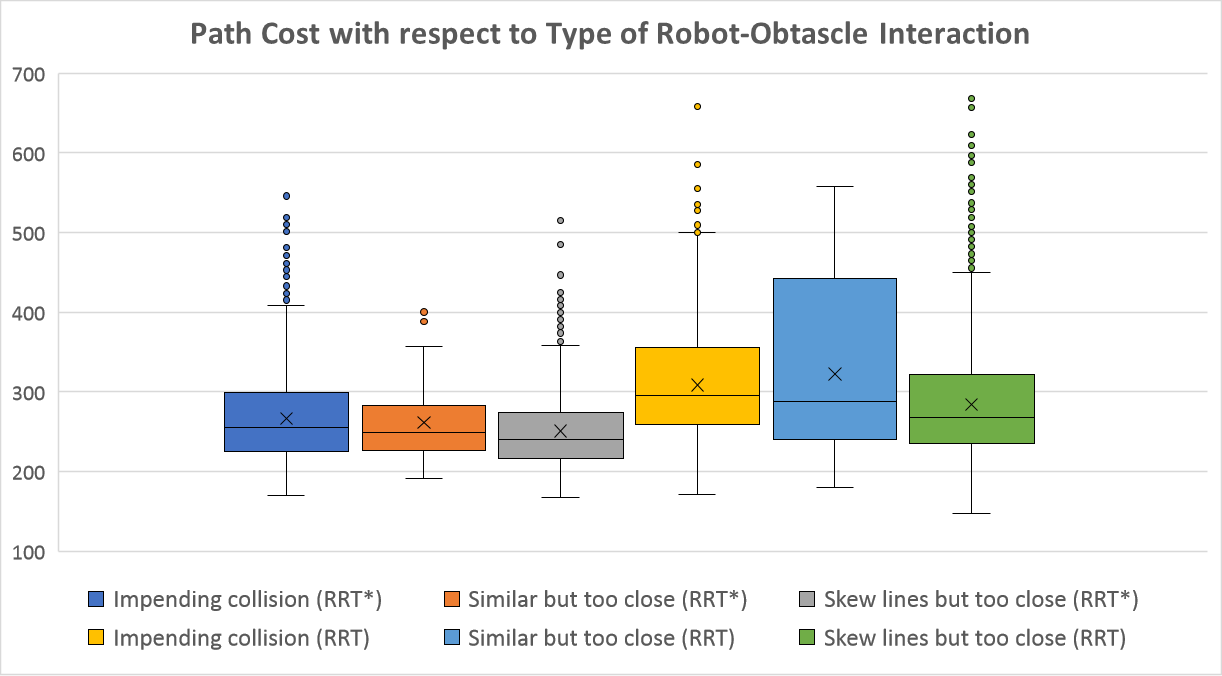 Path Cost with respect to Type of Robot-Obtascle Interaction
700
600
500
400
300
200
100
Impending collision (RRT*) Similar but too close (RRT*) Skew lines but too close (RRT*)
Impending collision (RRT) Similar but too close (RRT) Skew lines but too close (RRT)